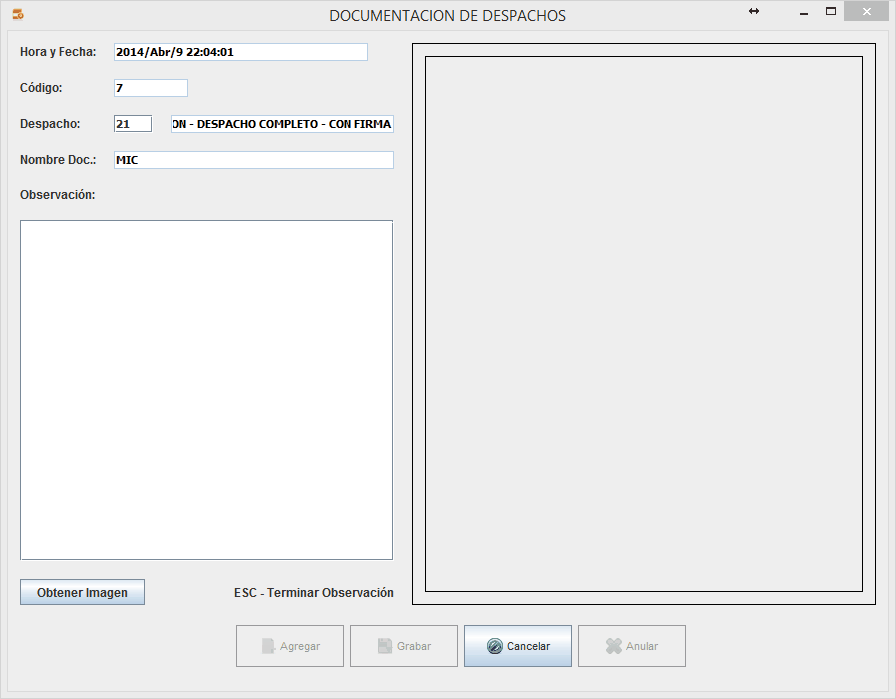 DOCUMENTACION DE DESPACHOS
Hora y Fecha: 2014/Abr/9 22:04:01
Código: 7
Despacho: 21 ON - DESPACHO COMPLETO - CON FIRMA
Nombre Doc.: MIC
Observación:
Obtener Imagen ESC - Terminar Observación
Agregar Grabar Cancelar Anular